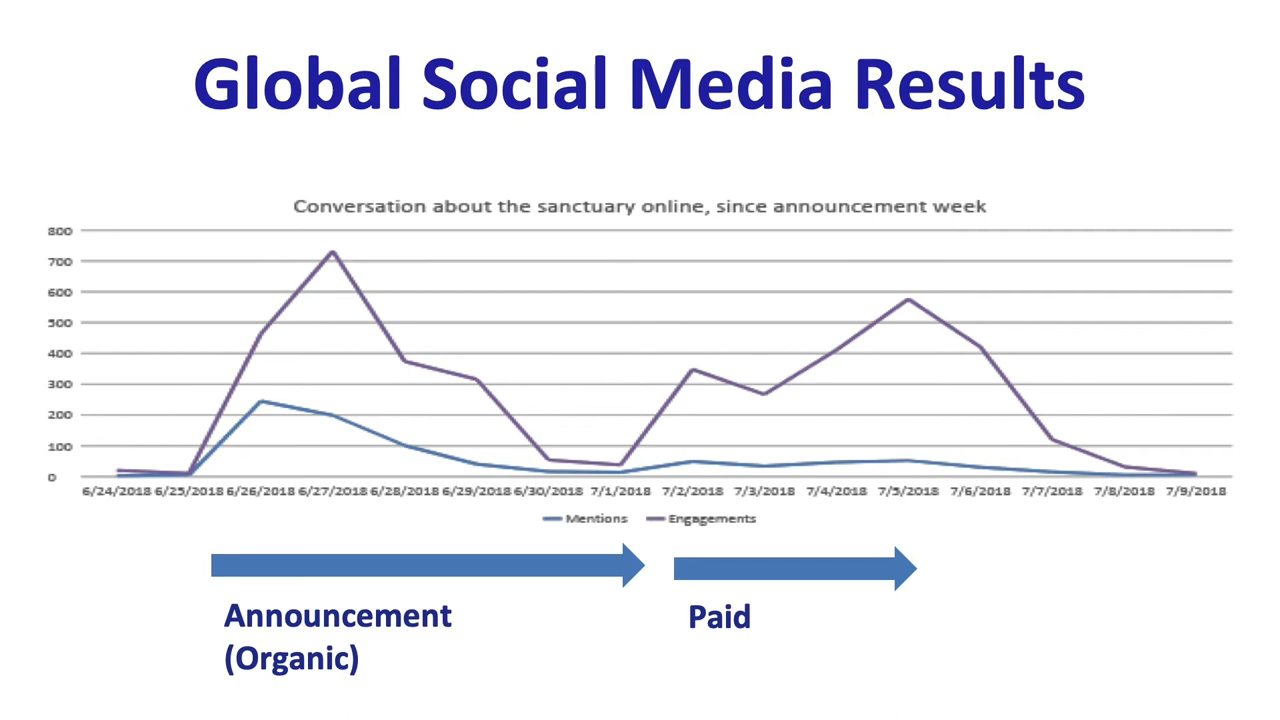 Global Social Media Results
Conversation about the sanctuary online, since announcement week
800
700
600
500
400
300
200
100
0
6/24/2018 6/25/2018 6/26/2018 6/27/2018 6/28/2018 6/29/2018 6/30/2018 7/1/2018 7/2/2018 7/3/2018 7/4/2018 7/5/2018 7/6/2018 7/7/2018 7/8/2018 7/9/2018
Mentions Engagements
Announcement
(Organic)
Paid